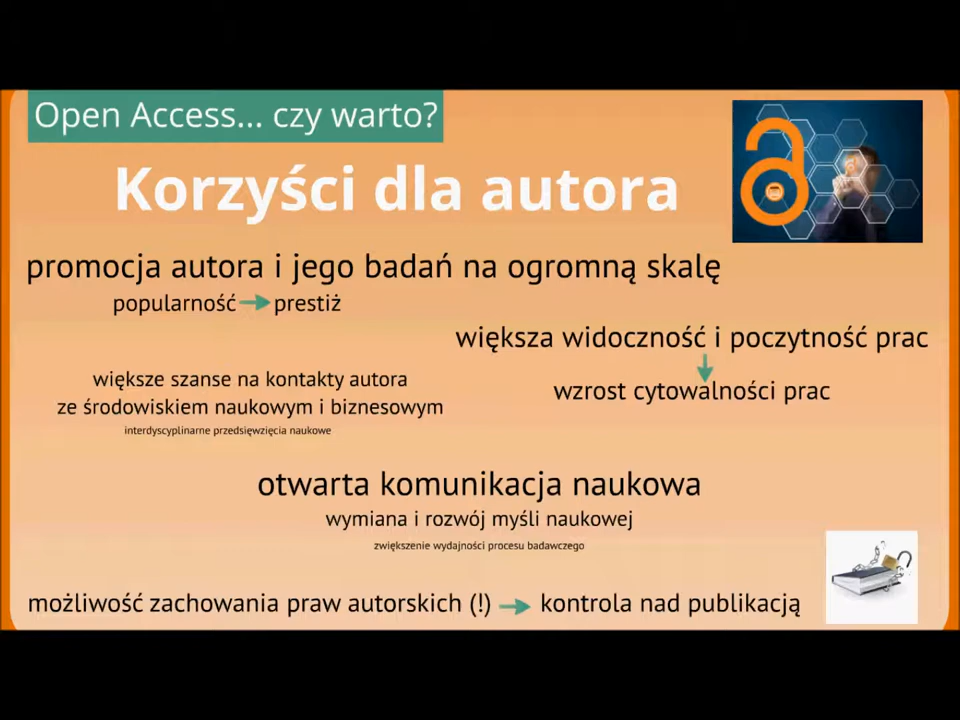 Open Access... czy warto?
Korzyści dla autora
promocja autora i jego badań na ogromną skalę
popularność → prestiż
większa widoczność i poczytność prac
wzrost cytowalności prac
większe szanse na kontakty autora
ze środowiskiem naukowym i biznesowym
interdyscyplinarne przedsięwzięcia naukowe
otwarta komunikacja naukowa
wymiana i rozwój myśli naukowej
zwiększenie wydajności procesu badawczego
możliwość zachowania praw autorskich (!) → kontrola nad publikacją